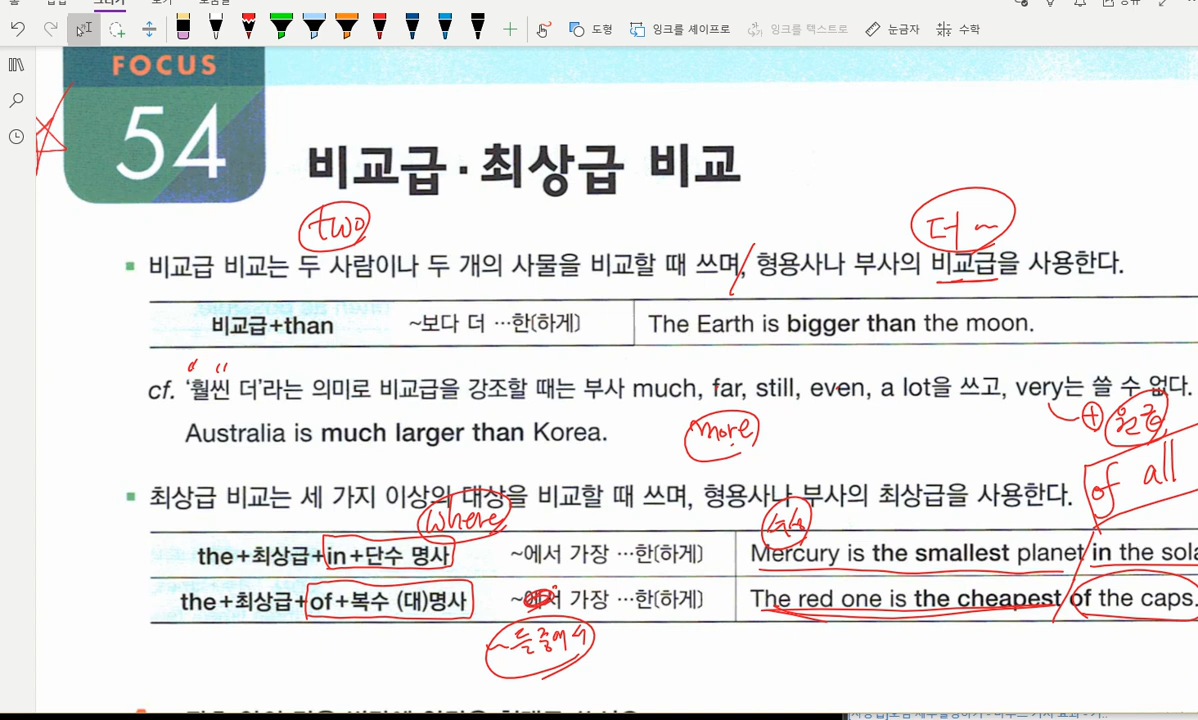 도형
잉크를 셰이프로
잉크를 텍스트로
눈금자
수학
FOCUS
54
비교급·최상급 비교
two
더 ~
비교급 비교는 두 사람이나 두 개의 사물을 비교할 때 쓰며, 형용사나 부사의 비교급을 사용한다.
비교급+than ~보다 더 …한(하게) The Earth is bigger than the moon.
cf. ‘훨씬 더’라는 의미로 비교급을 강조할 때는 부사 much, far, still, even, a lot을 쓰고, very는 쓸 수 없다.
+ 원급
Australia is much larger than Korea.
more
of all
최상급 비교는 세 가지 이상의 대상을 비교할 때 쓰며, 형용사나 부사의 최상급을 사용한다.
where
수성
the+최상급+in+단수 명사 ~에서 가장 …한(하게) Mercury is the smallest planet in the sola
the+최상급+of+복수 (대)명사 ~에서 가장 …한(하게) The red one is the cheapest of the caps.
~들 중에서